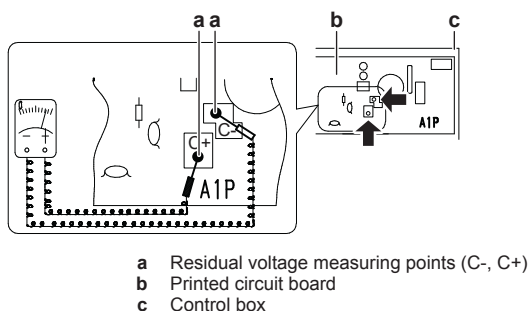 a a
b
c
C-
C+
A1P
A1P
a Residual voltage measuring points (C-, C+)
b Printed circuit board
c Control box